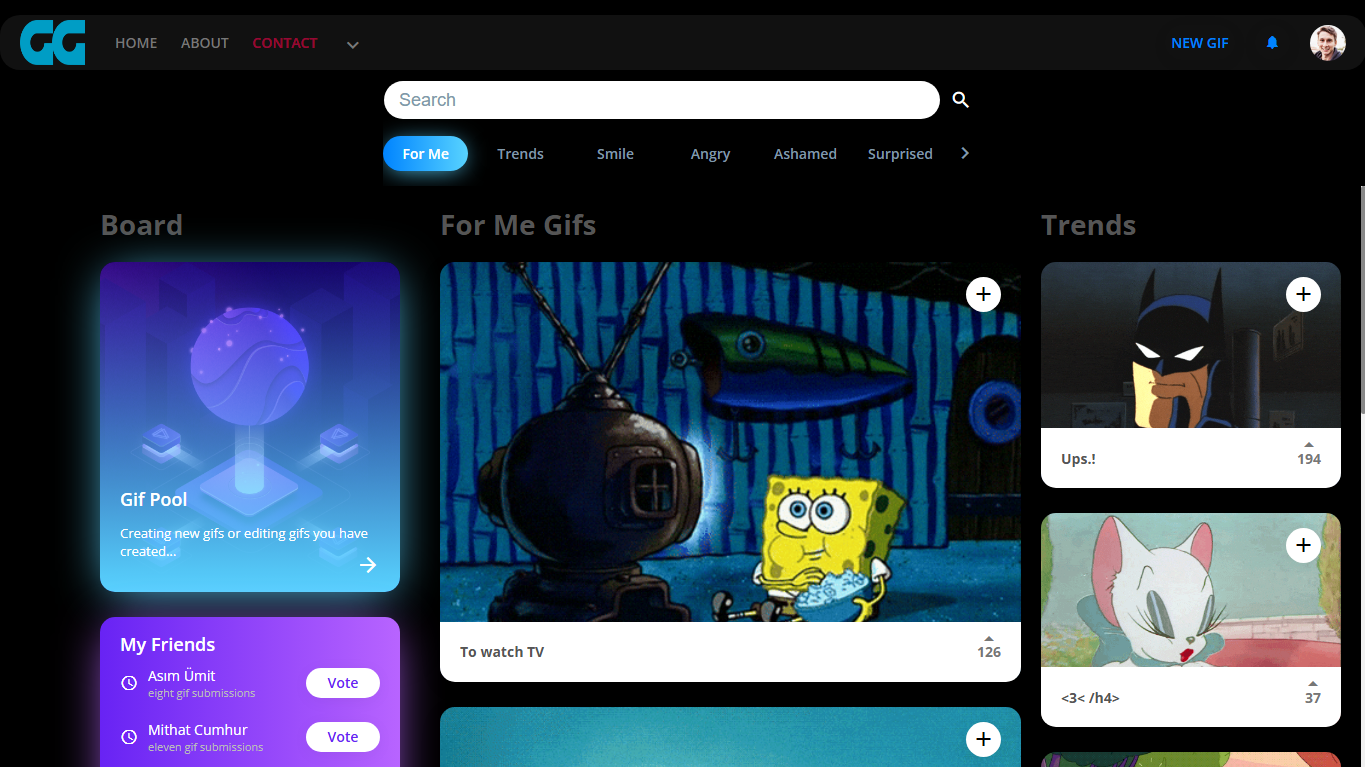 GG
HOME
ABOUT
CONTACT
NEW GIF
Search
For Me
Trends
Smile
Angry
Ashamed
Surprised
Board
Gif Pool
Creating new gifs or editing gifs you have
created...
My Friends
Asım Ümit
eight gif submissions
Vote
Mithat Cumhur
eleven gif submissions
Vote
For Me Gifs
To watch TV
126
Trends
Ups.!
194
<3< /h4>
37